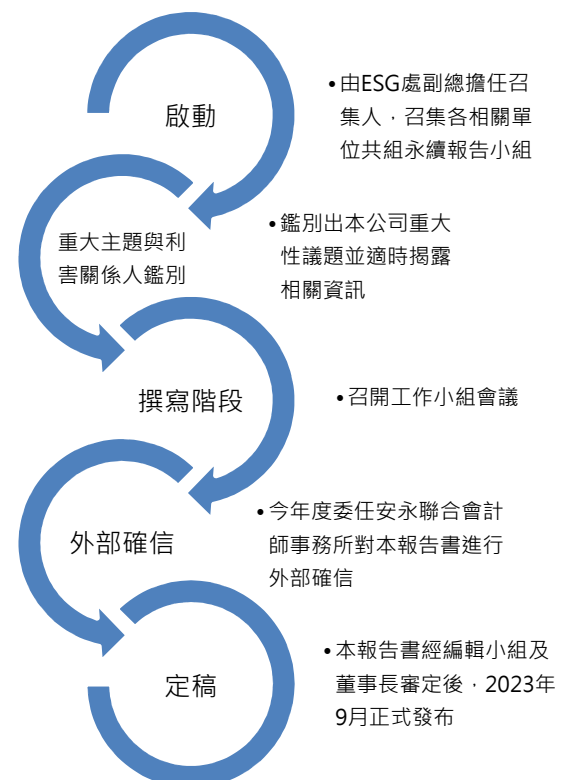 啟動
•由ESG處副總擔任召
集人，召集各相關單
位共組永續報告小組
重大主題與利
害關係人鑑別
•鑑別出本公司重大
性議題並適時揭露
相關資訊
撰寫階段
•召開工作小組會議
外部確信
•今年度委任安永聯合會計
師事務所對本報告書進行
外部確信
定稿
•本報告書經編輯小組及
董事長審定後，2023年
9月正式發布